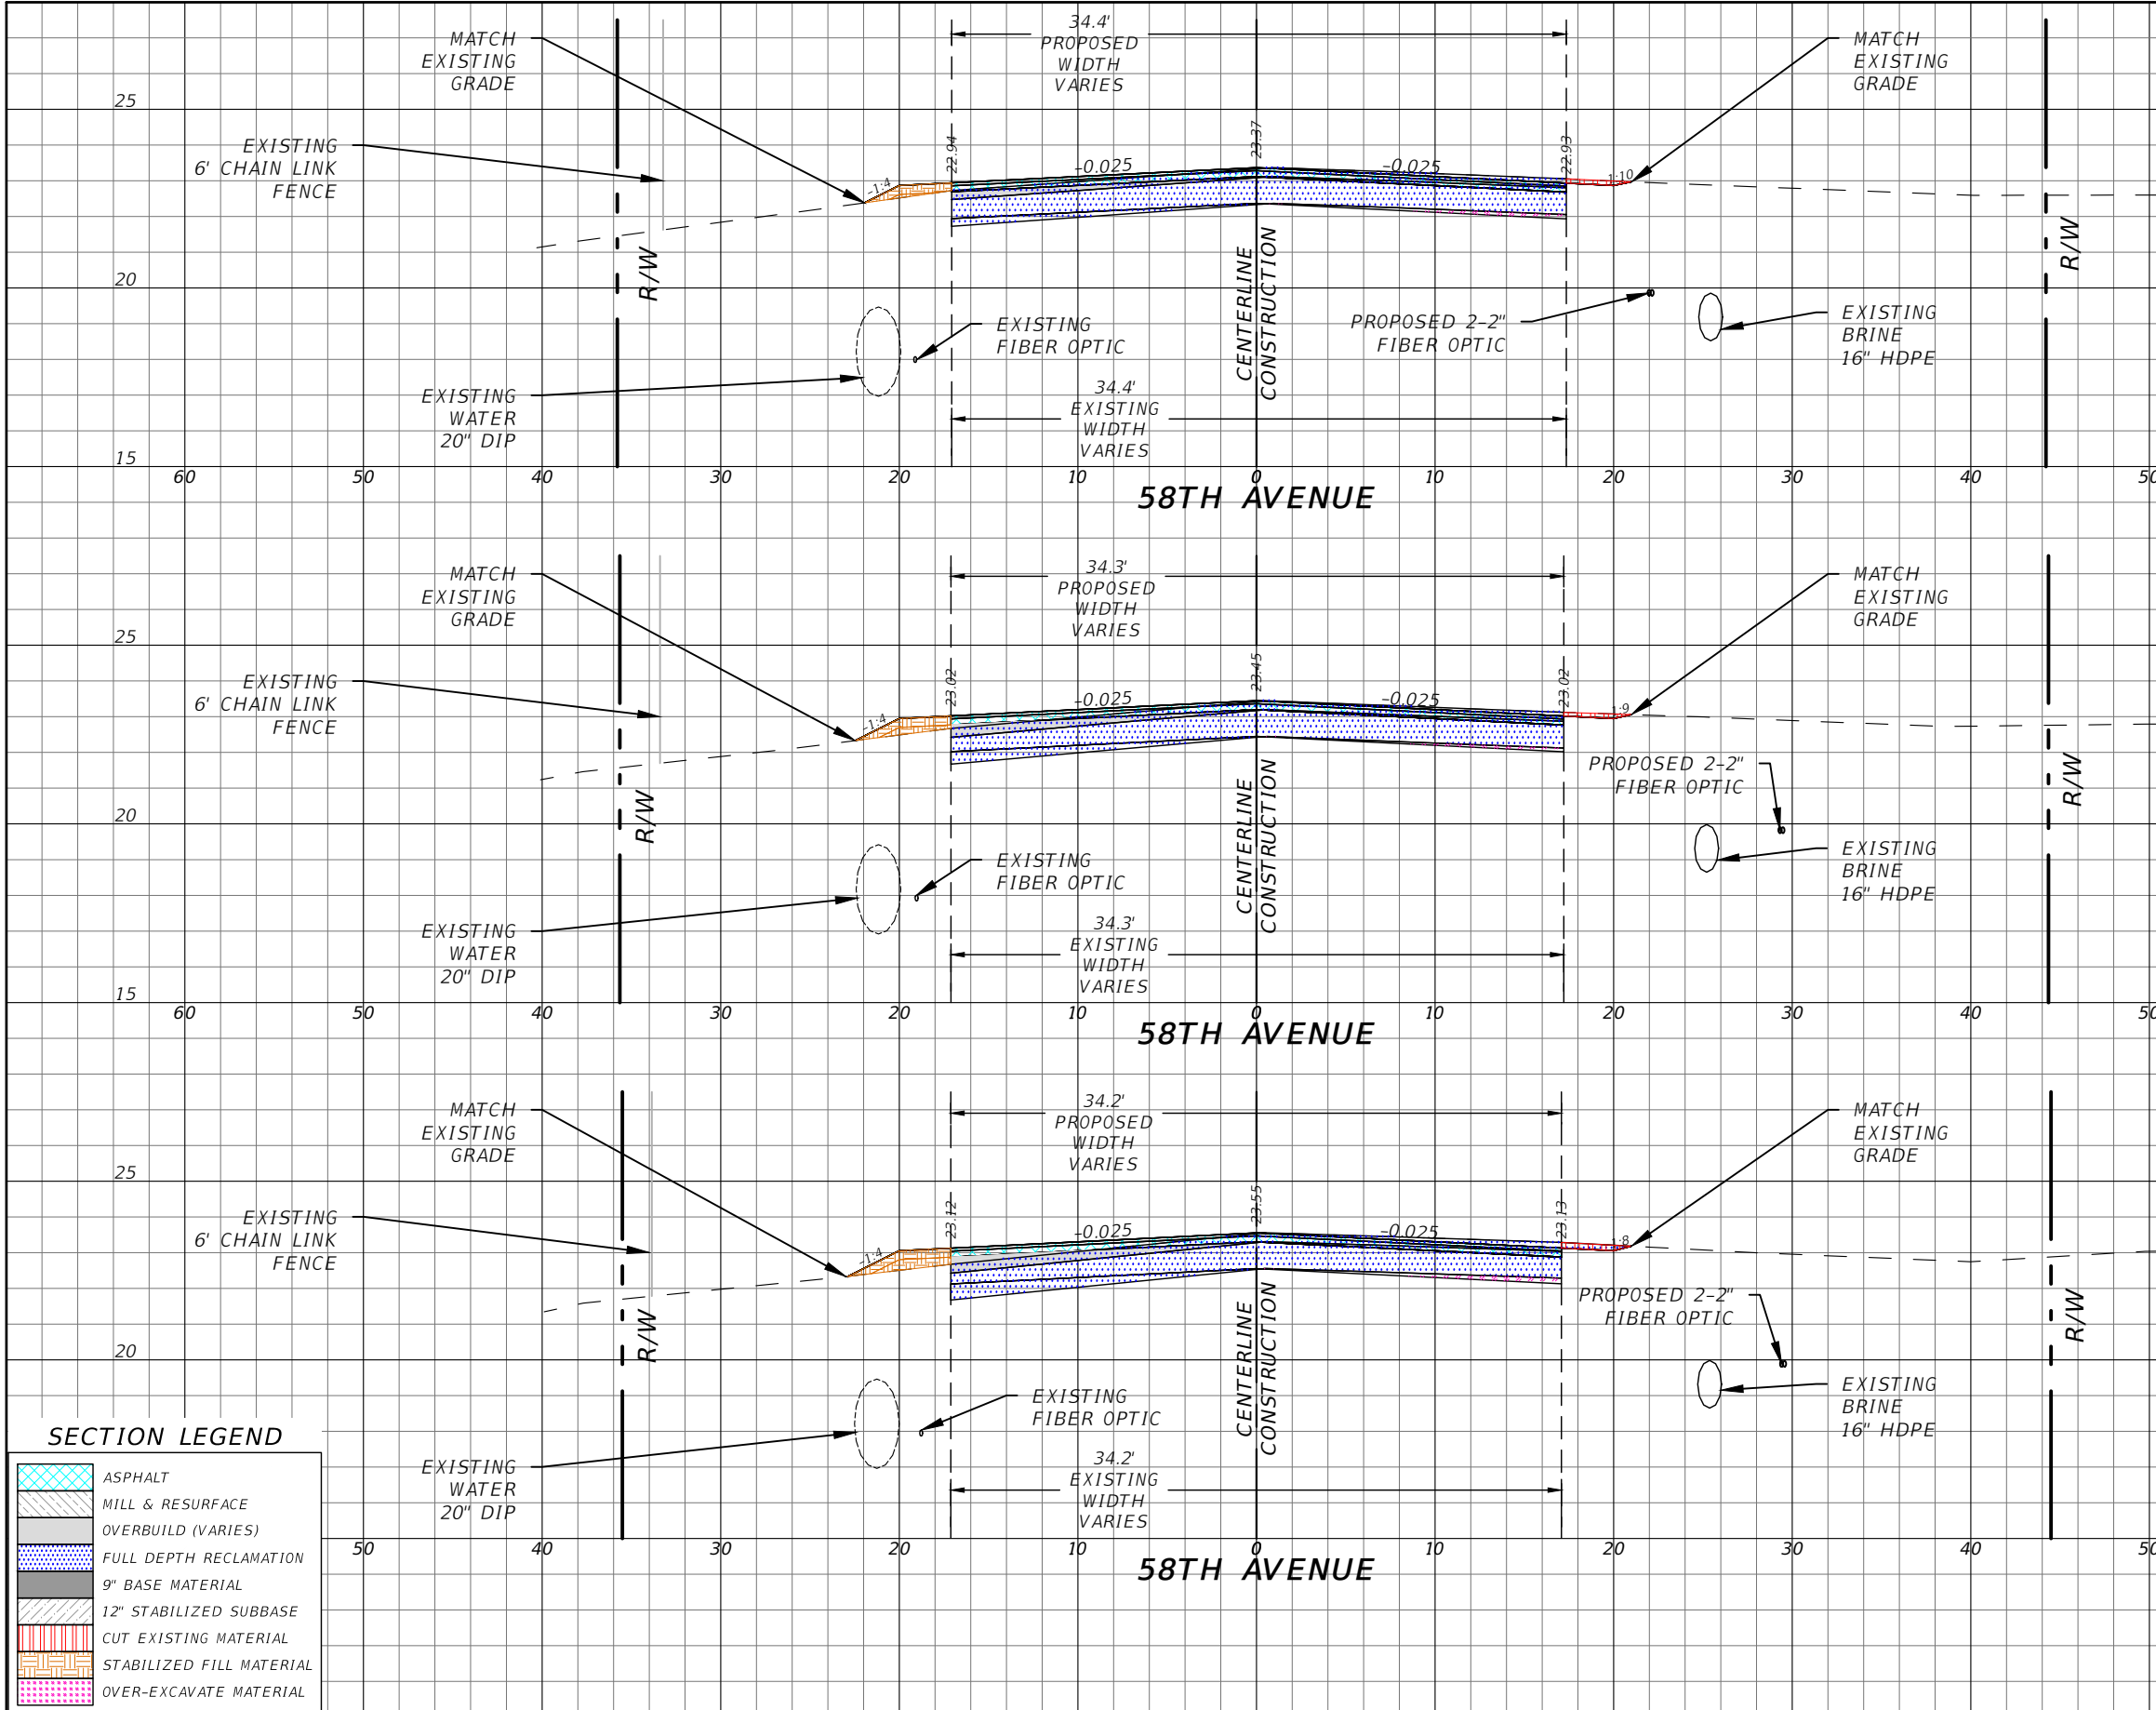 MATCH
EXISTING
GRADE
34.4'
PROPOSED
WIDTH
VARIES
MATCH
EXISTING
GRADE
25
EXISTING
6' CHAIN LINK
FENCE
22.94
23.37
22.93
-1:4
-0.025
-0.025
1:10
R/W
R/W
20
CENTERLINE
CONSTRUCTION
EXISTING
FIBER OPTIC
PROPOSED 2-2"
FIBER OPTIC
EXISTING
BRINE
16" HDPE
EXISTING
WATER
20" DIP
34.4'
EXISTING
WIDTH
VARIES
15
60 50 40 30 20 10 0 10 20 30 40 50
58TH AVENUE
MATCH
EXISTING
GRADE
34.3'
PROPOSED
WIDTH
VARIES
MATCH
EXISTING
GRADE
25
EXISTING
6' CHAIN LINK
FENCE
23.02
23.45
23.02
-1:4
-0.025
-0.025
1:9
R/W
R/W
PROPOSED 2-2"
FIBER OPTIC
20
CENTERLINE
CONSTRUCTION
EXISTING
FIBER OPTIC
EXISTING
BRINE
16" HDPE
EXISTING
WATER
20" DIP
34.3'
EXISTING
WIDTH
VARIES
15
60 50 40 30 20 10 0 10 20 30 40 50
58TH AVENUE
MATCH
EXISTING
GRADE
34.2'
PROPOSED
WIDTH
VARIES
MATCH
EXISTING
GRADE
25
EXISTING
6' CHAIN LINK
FENCE
23.12
23.55
23.13
-1:4
-0.025
-0.025
1:8
R/W
R/W
PROPOSED 2-2"
FIBER OPTIC
20
CENTERLINE
CONSTRUCTION
EXISTING
FIBER OPTIC
EXISTING
BRINE
16" HDPE
EXISTING
WATER
20" DIP
34.2'
EXISTING
WIDTH
VARIES
50 40 30 20 10 0 10 20 30 40 50
58TH AVENUE
SECTION LEGEND
ASPHALT
MILL & RESURFACE
OVERBUILD (VARIES)
FULL DEPTH RECLAMATION
9" BASE MATERIAL
12" STABILIZED SUBBASE
CUT EXISTING MATERIAL
STABILIZED FILL MATERIAL
OVER-EXCAVATE MATERIAL